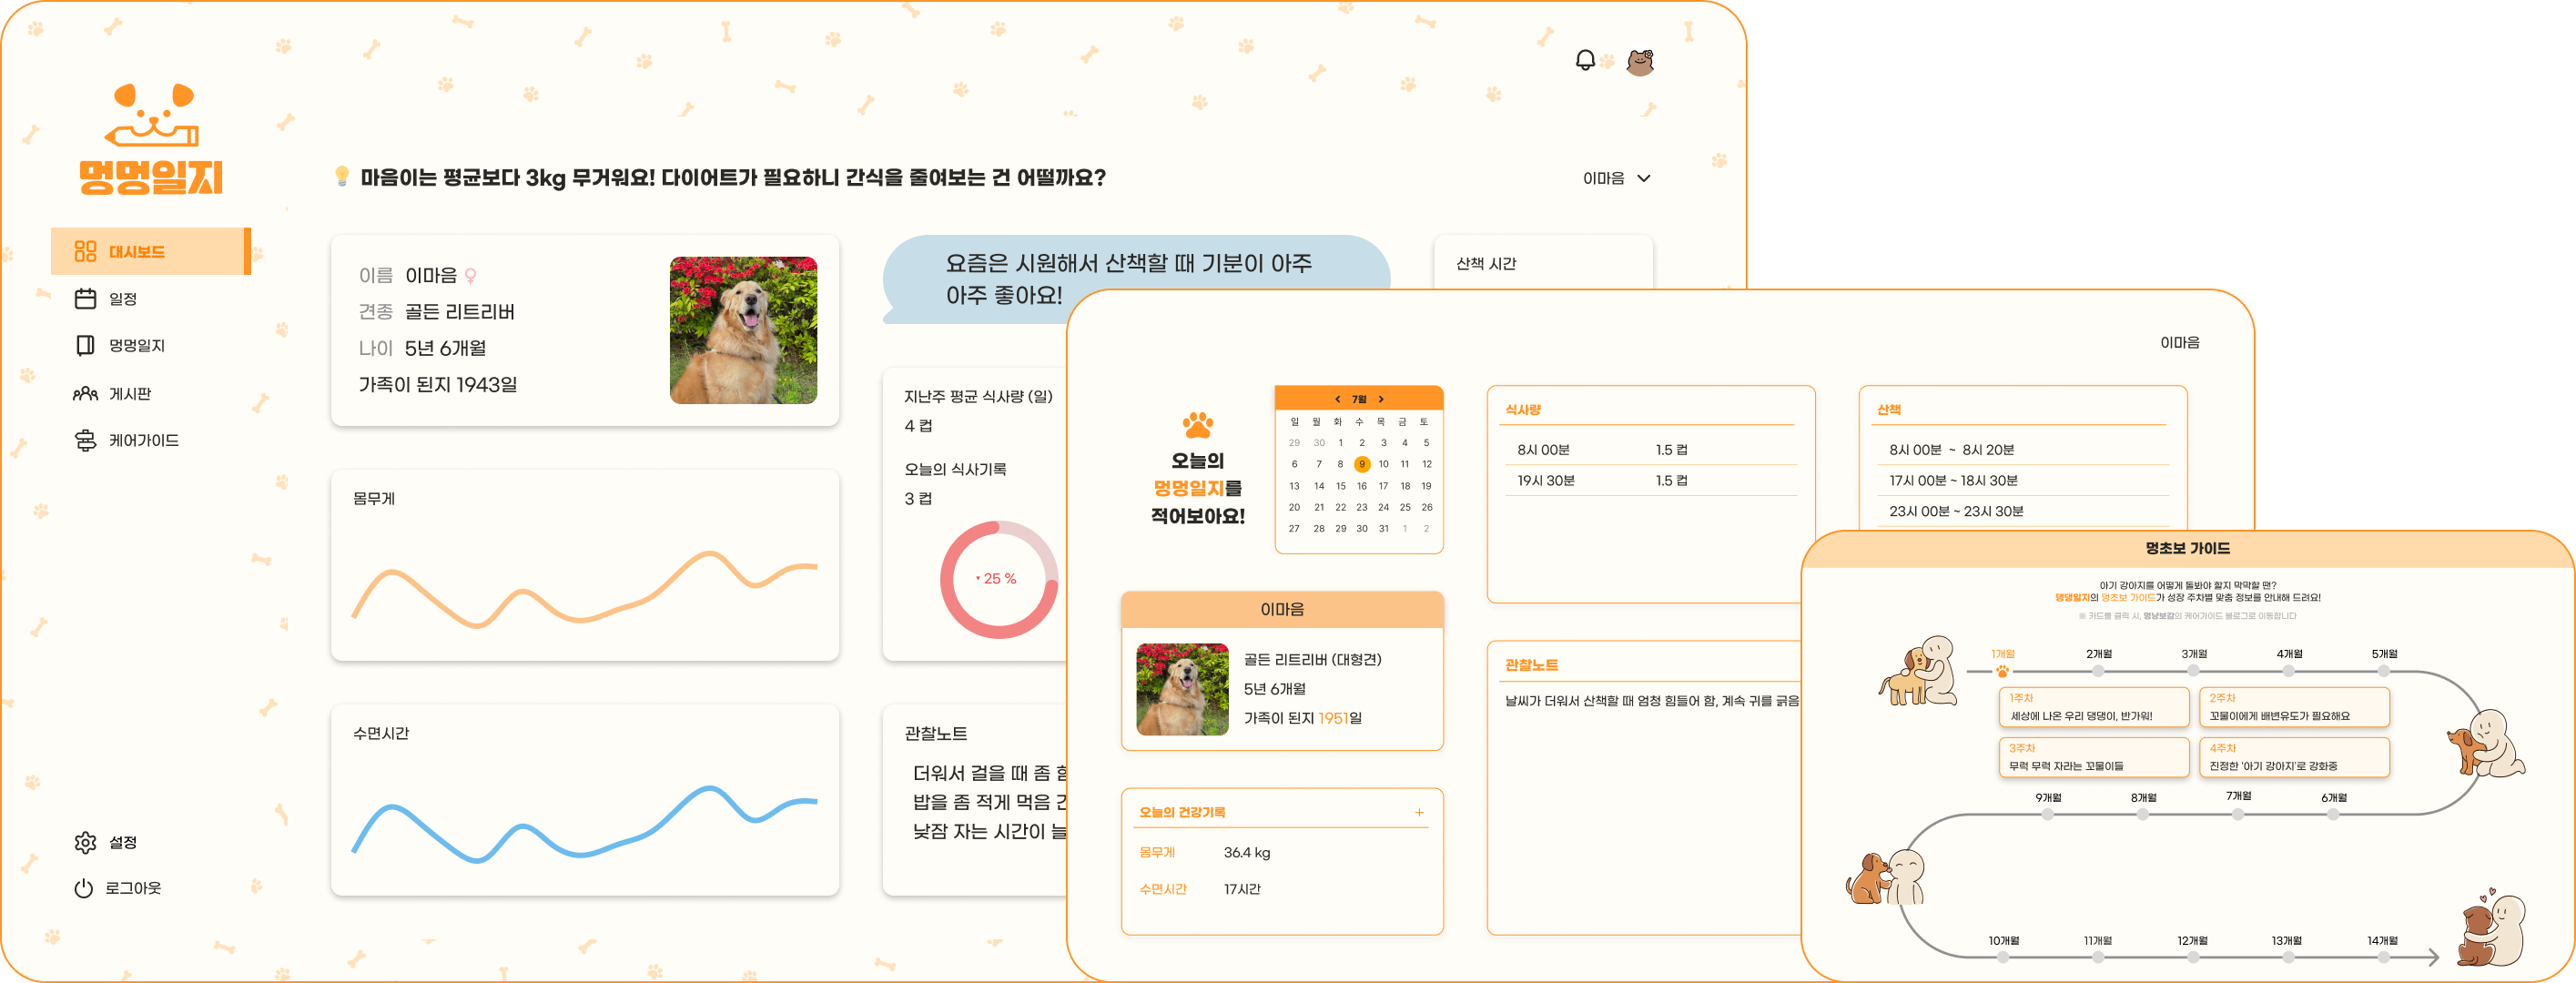 멍멍일지
대시보드
일정
멍멍일지
게시판
케어가이드
설정
로그아웃
마음이는 평균보다 3kg 무거워요! 다이어트가 필요하니 간식을 줄여보는 건 어떨까요?
이마음
이름 이마음 ♀
견종 골든 리트리버
나이 5년 6개월
가족이 된지 1943일
요즘은 시원해서 산책할 때 기분이 아주
아주 좋아요!
산책 시간
몸무게
수면시간
지난주 평균 식사량 (일)
4 컵
오늘의 식사기록
3 컵
25 %
관찰노트
더워서 걸을 때 좀
밥을 좀 적게 먹음
낮잠 자는 시간이
이마음
오늘의
멍멍일지를
적어보아요!
7월
일 월 화 수 목 금 토
29 30 1 2 3 4 5
6 7 8 9 10 11 12
13 14 15 16 17 18 19
20 21 22 23 24 25 26
27 28 29 30 31 1 2
이마음
골든 리트리버 (대형견)
5년 6개월
가족이 된지 1951일
오늘의 건강기록 +
몸무게 36.4 kg
수면시간 17시간
식사량
8시 00분 1.5 컵
19시 30분 1.5 컵
산책
8시 00분 ~ 8시 20분
17시 00분 ~ 18시 30분
23시 00분 ~ 23시 30분
관찰노트
날씨가 더워서 산책할 때 엄청 힘들어 함, 계속 귀를 긁음
멍초보 가이드
아기 강아지를 어떻게 돌봐야 할지 막막할 땐?
댕댕일지의 멍초보 가이드가 성장 주차별 맞춤 정보를 안내해 드려요!
※ 카드를 클릭 시, 멍냥보감의 케어가이드 블로그로 이동합니다
1개월 2개월 3개월 4개월 5개월
1주차
세상에 나온 우리 댕댕이, 반가워!
2주차
꼬물이에게 배변유도가 필요해요
3주차
무럭 무럭 자라는 꼬물이들
4주차
진정한 '아기 강아지'로 강화중
9개월 8개월 7개월 6개월
10개월 11개월 12개월 13개월 14개월